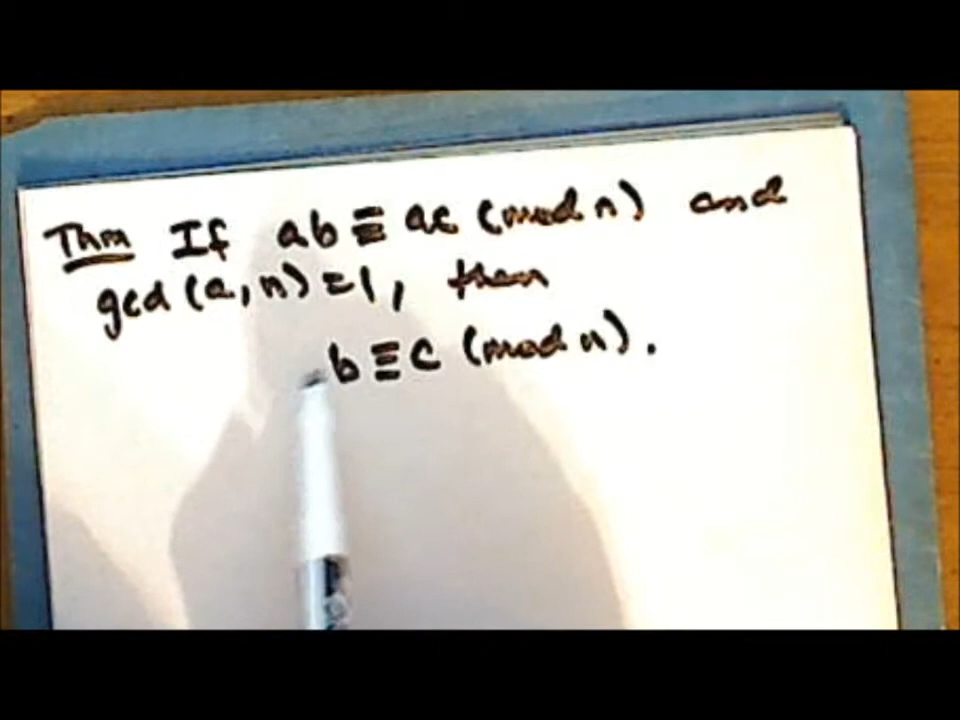 Thm If ab ≡ ac (mod n) and
gcd (a, n) = 1, then
b ≡ c (mod n).